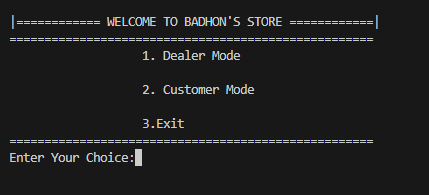 |============ WELCOME TO BADHON'S STORE ============|
====================================================
1. Dealer Mode
2. Customer Mode
3.Exit
====================================================
Enter Your Choice: